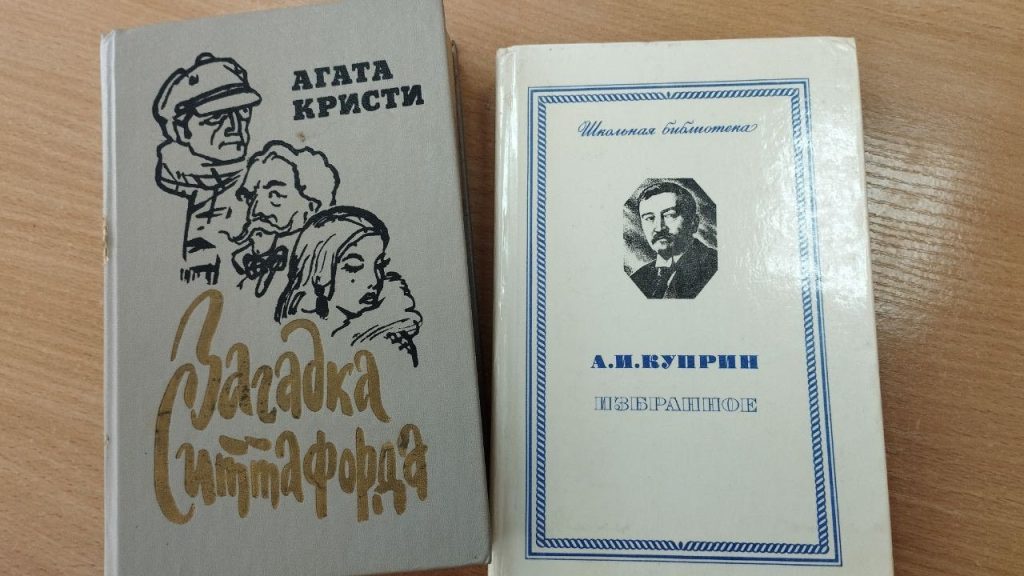 АГАТА
КРИСТИ
Загадка
Ситтафорда
Школьная библиотека
А.И.КУПРИН
ИЗБРАННОЕ